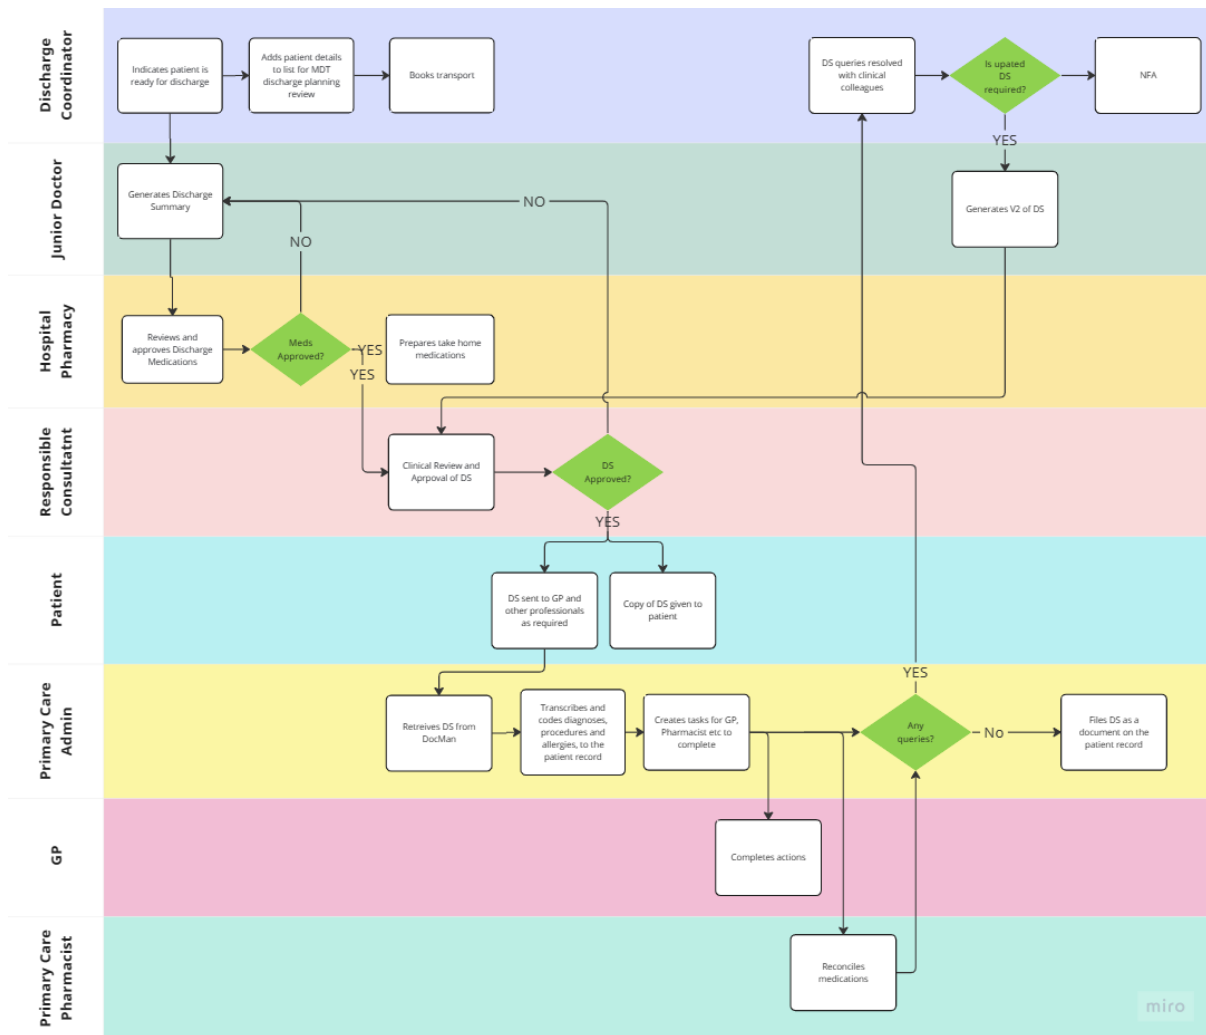 Discharge
Coordinator
Indicates patient is
ready for discharge
Adds patient details
to list for MDT
discharge planning
review
Books transport
DS queries resolved
with clinical
colleagues
Is upated
DS
required?
NFA
YES
Junior Doctor
Generates Discharge
Summary
NO
NO
Generates V2 of DS
Hospital
Pharmacy
Reviews and
approves Discharge
Medications
Meds
Approved?
YES
YES
Prepares take home
medications
Responsible
Consultatnt
Clinical Review and
Aprpoval of DS
DS
Approved?
YES
Patient
DS sent to GP and
other professionals
as required
Copy of DS given to
patient
Primary Care
Admin
Retreives DS from
DocMan
Transcribes and
codes diagnoses,
procedures and
allergies, to the
patient record
Creates tasks for GP,
Pharmacist etc to
complete
YES
Any
queries?
No
Files DS as a
document on the
patient record
GP
Completes actions
Primary Care
Pharmacist
Reconciles
medications
miro